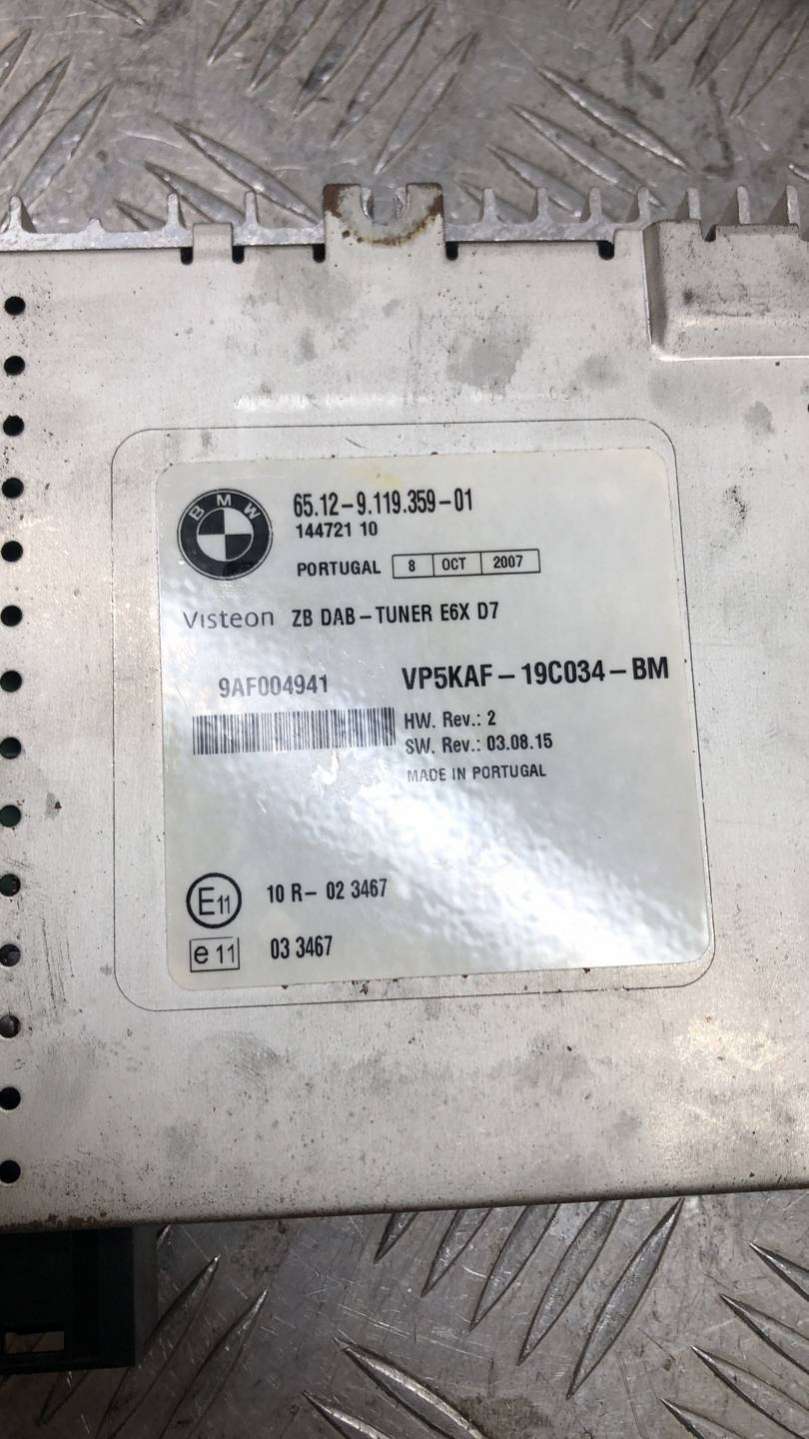 BMW
65.12-9.119.359-01
144721 10
PORTUGAL 8 OCT 2007
Visteon ZB DAB-TUNER E6X D7
9AF004941 VP5KAF-19C034-BM
HW. Rev.: 2
SW. Rev.: 03.08.15
MADE IN PORTUGAL
E11 10 R- 02 3467
e 11 03 3467